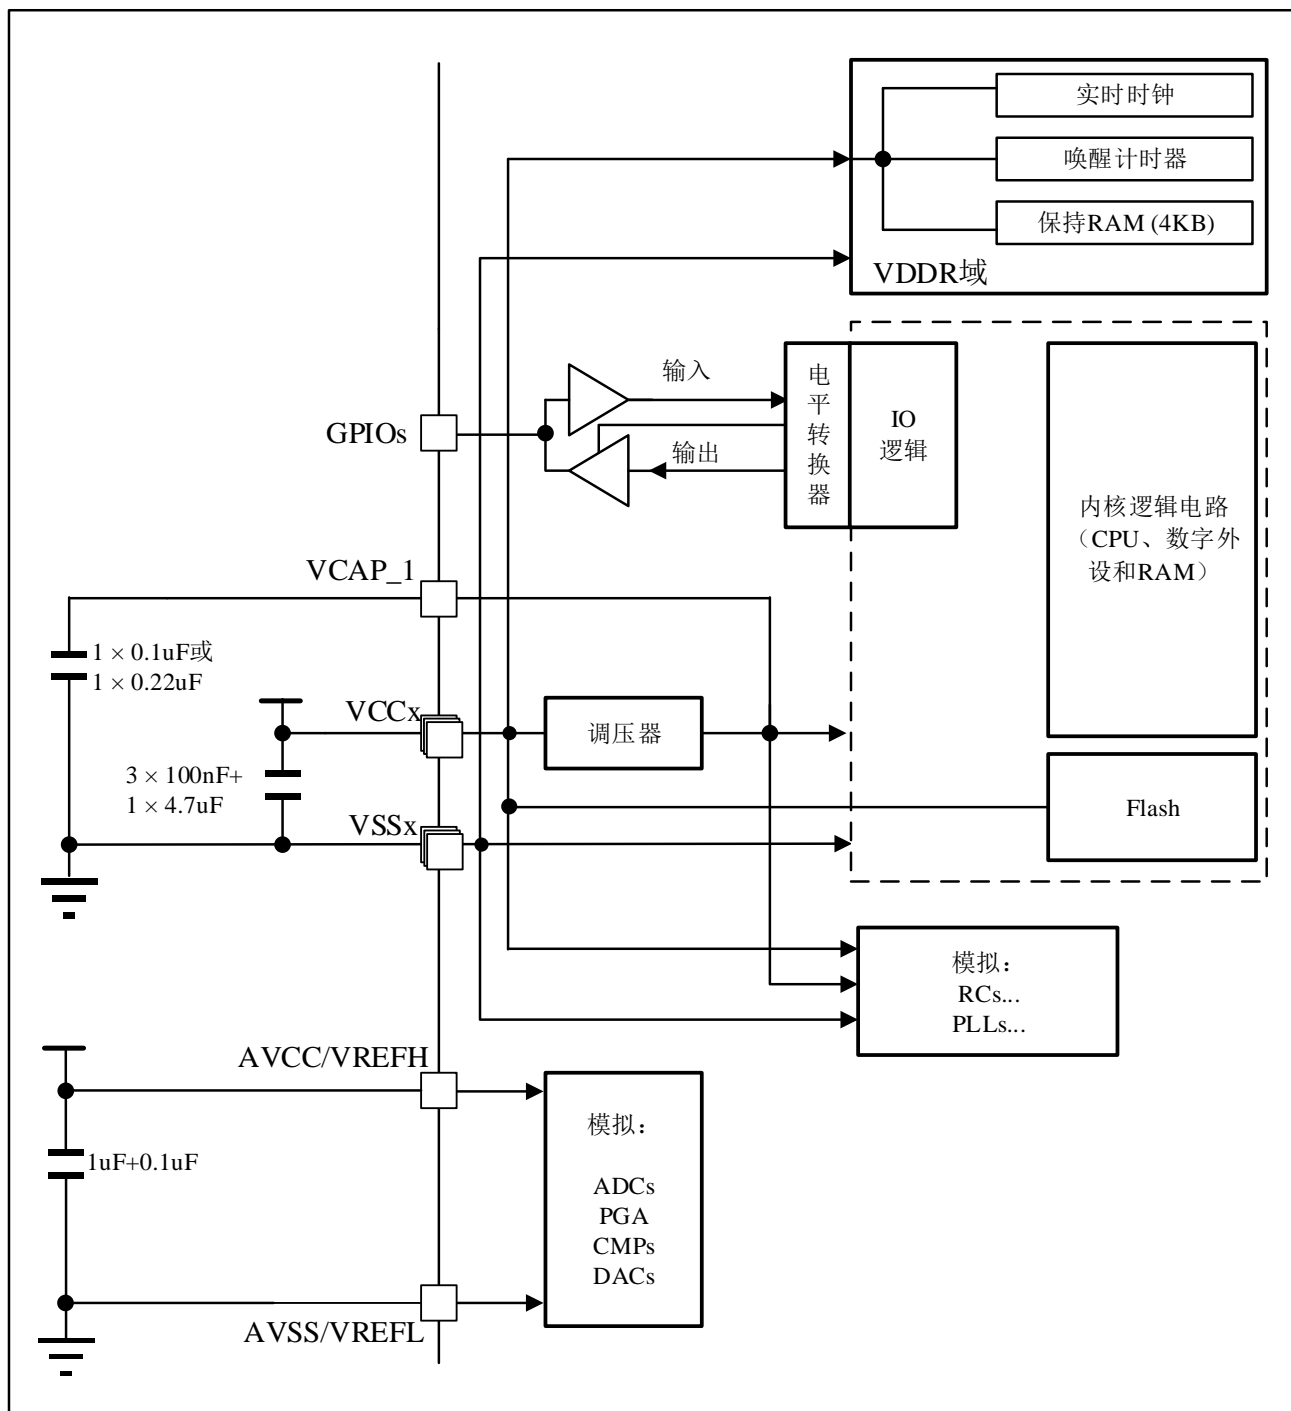 实时时钟
唤醒计时器
保持RAM (4KB)
VDDR域
输入
电平转换器
IO
逻辑
GPIOs
输出
内核逻辑电路
（CPU、数字外
设和RAM）
VCAP_1
1 × 0.1uF或
1 × 0.22uF
VCCx
调压器
3 × 100nF+
1 × 4.7uF
VSSx
Flash
模拟：
RCs...
PLLs...
AVCC/VREFH
模拟：
1uF+0.1uF
ADCs
PGA
CMPs
DACs
AVSS/VREFL